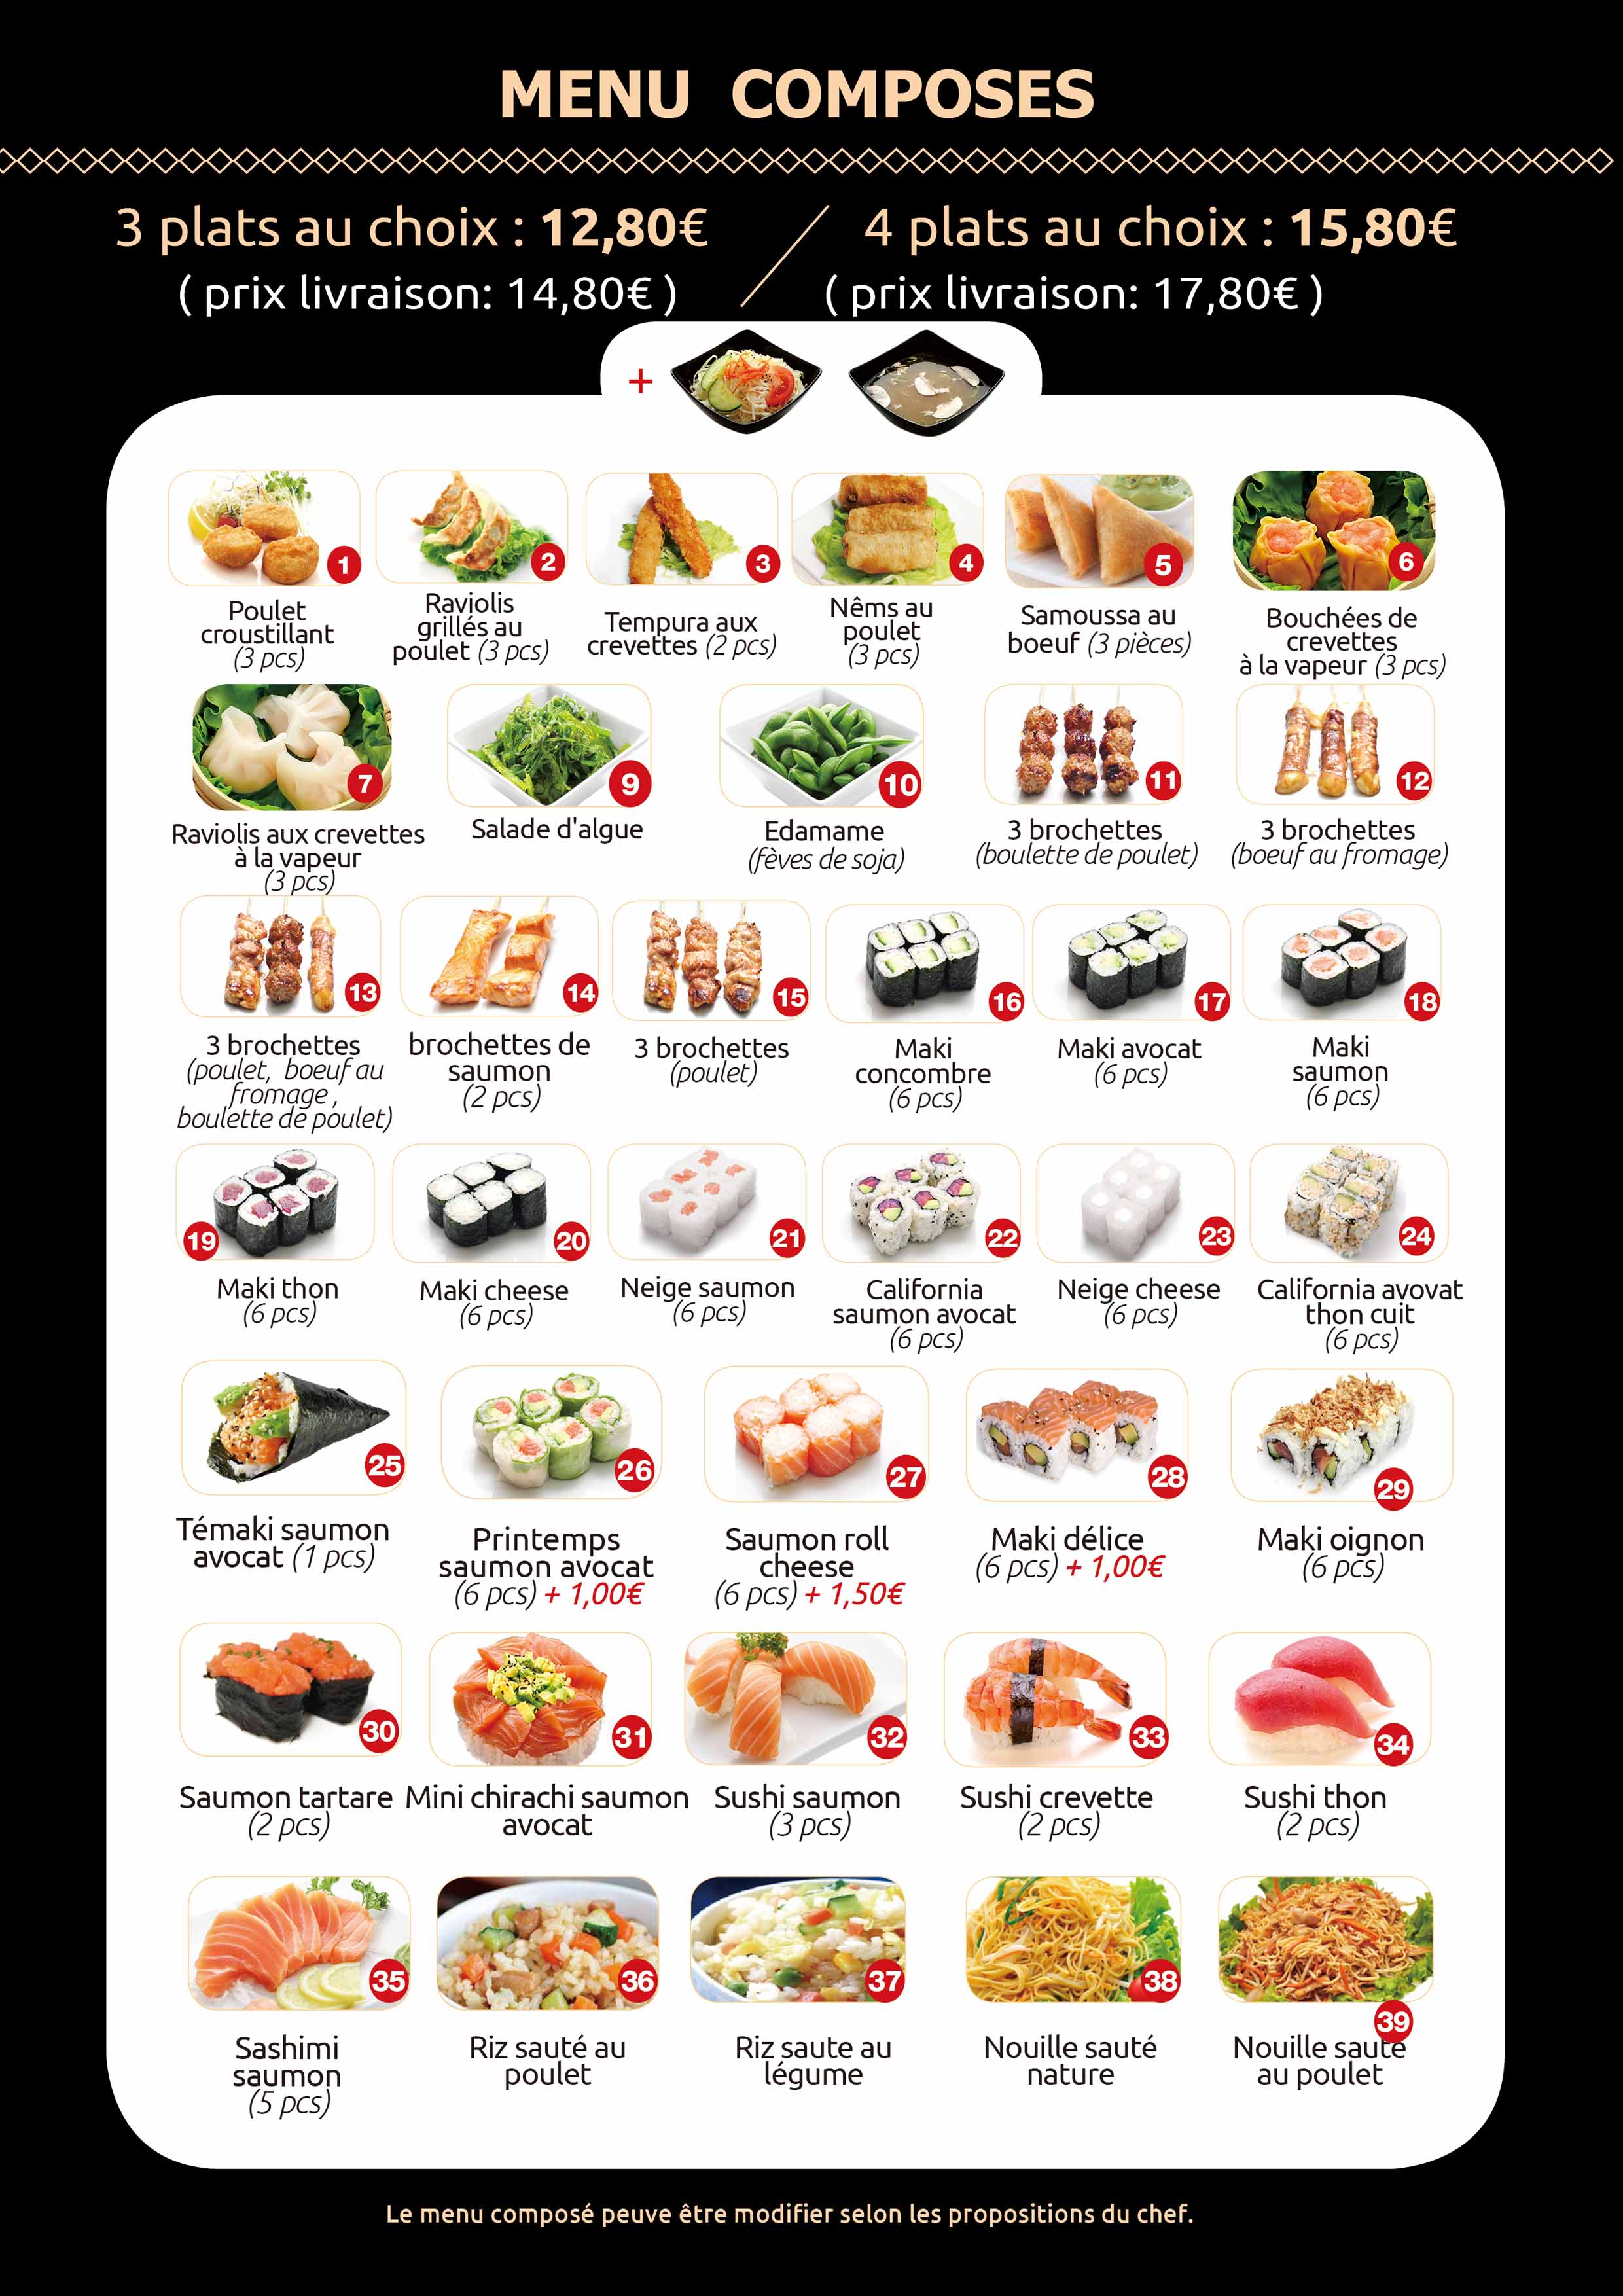 MENU COMPOSES
3 plats au choix : 12,80€
( prix livraison: 14,80€ )
4 plats au choix : 15,80€
( prix livraison: 17,80€ )
+
1
2
3
4
5
6
Poulet
croustillant
(3 pcs)
Raviolis
grillés au
poulet (3 pcs)
Tempura aux
crevettes (2 pcs)
Nêms au
poulet
(3 pcs)
Samoussa au
boeuf (3 pièces)
Bouchées de
crevettes
à la vapeur (3 pcs)
7
9
10
11
12
Raviolis aux crevettes
à la vapeur
(3 pcs)
Salade d'algue
Edamame
(fèves de soja)
3 brochettes
(boulette de poulet)
3 brochettes
(boeuf au fromage)
13
14
15
16
17
18
3 brochettes
(poulet, boeuf au
fromage ,
boulette de poulet)
brochettes de
saumon
(2 pcs)
3 brochettes
(poulet)
Maki
concombre
(6 pcs)
Maki avocat
(6 pcs)
Maki
saumon
(6 pcs)
19
20
21
22
23
24
Maki thon
(6 pcs)
Maki cheese
(6 pcs)
Neige saumon
(6 pcs)
California
saumon avocat
(6 pcs)
Neige cheese
(6 pcs)
California avovat
thon cuit
(6 pcs)
25
26
27
28
29
Témaki saumon
avocat (1 pcs)
Printemps
saumon avocat
(6 pcs) + 1,00€
Saumon roll
cheese
(6 pcs) + 1,50€
Maki délice
(6 pcs) + 1,00€
Maki oignon
(6 pcs)
30
31
32
33
34
Saumon tartare
(2 pcs)
Mini chirachi saumon
avocat
Sushi saumon
(3 pcs)
Sushi crevette
(2 pcs)
Sushi thon
(2 pcs)
35
36
37
38
39
Sashimi
saumon
(5 pcs)
Riz sauté au
poulet
Riz saute au
légume
Nouille sauté
nature
Nouille sauté
au poulet
Le menu composé peuve être modifier selon les propositions du chef.